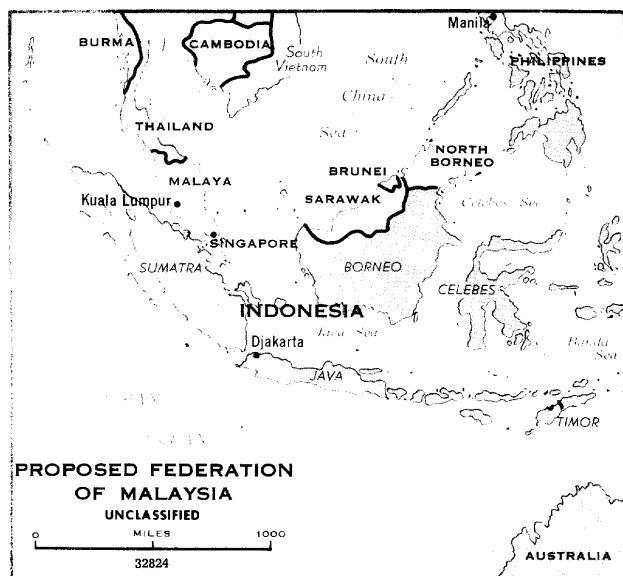 Manila
BURMA
CAMBODIA
South
Vietnam
South
China
Sea
PHILIPPINES
THAILAND
NORTH
BORNEO
BRUNEI
MALAYA
SARAWAK
Kuala Lumpur
Celebes Sea
SINGAPORE
SUMATRA
BORNEO
CELEBES
INDONESIA
Java Sea
Djakarta
Banda
Sea
JAVA
TIMOR
PROPOSED FEDERATION
OF MALAYSIA
UNCLASSIFIED
0 MILES 1000
32824
AUSTRALIA